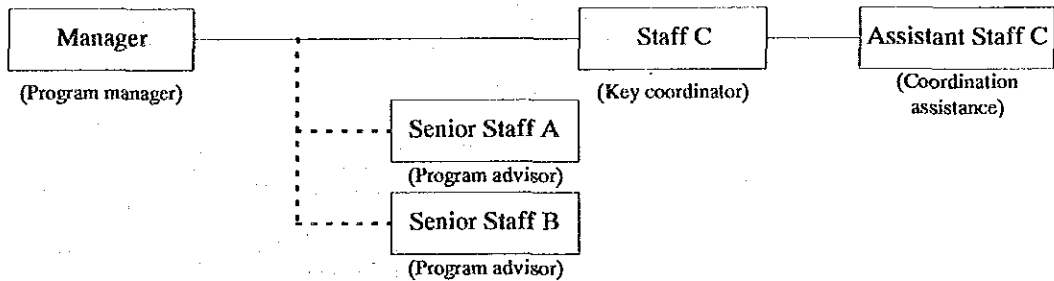 Manager
(Program manager)
Staff C
(Key coordinator)
Assistant Staff C
(Coordination
assistance)
Senior Staff A
(Program advisor)
Senior Staff B
(Program advisor)